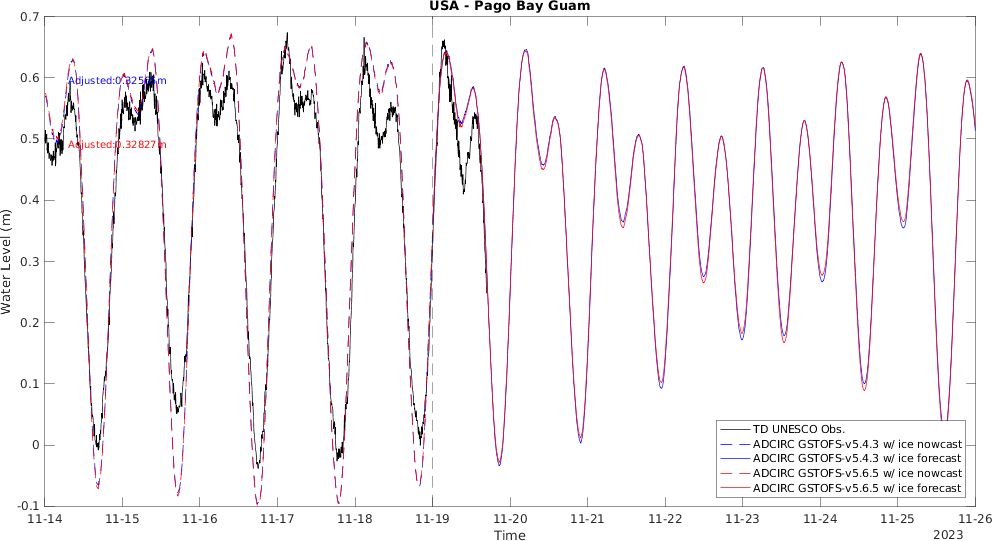 USA - Pago Bay Guam
0.7
0.6
0.5
0.4
0.3
0.2
0.1
0
-0.1
Water Level (m)
Adjusted:0.32827m
TD UNESCO Obs.
ADCIRC GSTOFS-v5.4.3 w/ ice nowcast
ADCIRC GSTOFS-v5.4.3 w/ ice forecast
ADCIRC GSTOFS-v5.6.5 w/ ice nowcast
ADCIRC GSTOFS-v5.6.5 w/ ice forecast
11-14 11-15 11-16 11-17 11-18 11-19 11-20 11-21 11-22 11-23 11-24 11-25 11-26
Time
2023